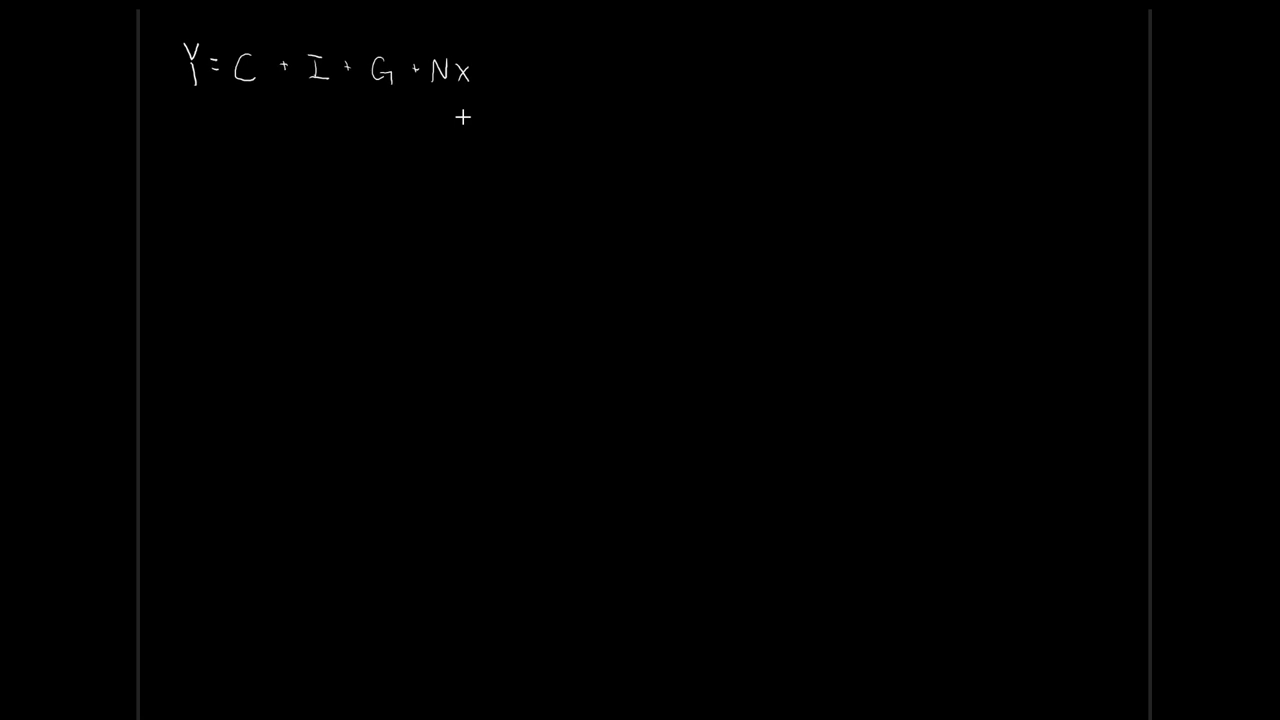 Y = C + I + G + Nx